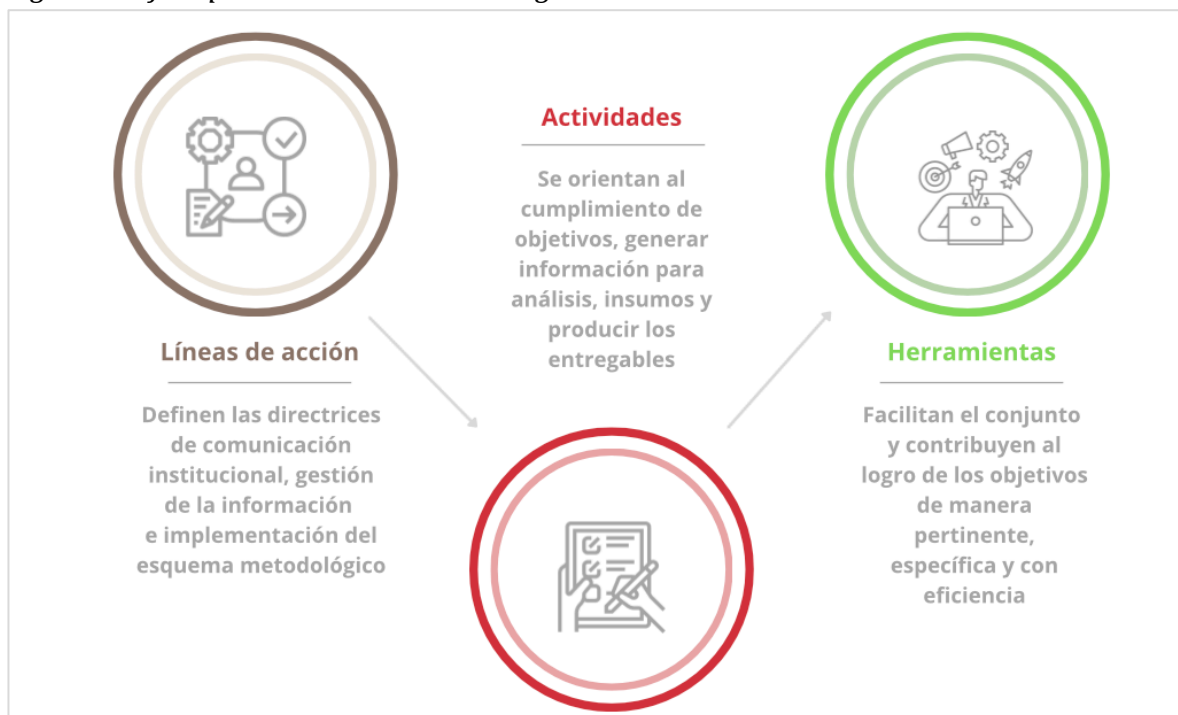 Líneas de acción
Definen las directrices
de comunicación
institucional, gestión
de la información
e implementación del
esquema metodológico
Actividades
Se orientan al
cumplimiento de
objetivos, generar
información para
análisis, insumos y
producir los
entregables
Herramientas
Facilitan el conjunto
y contribuyen al
logro de los objetivos
de manera
pertinente,
específica y con
eficiencia